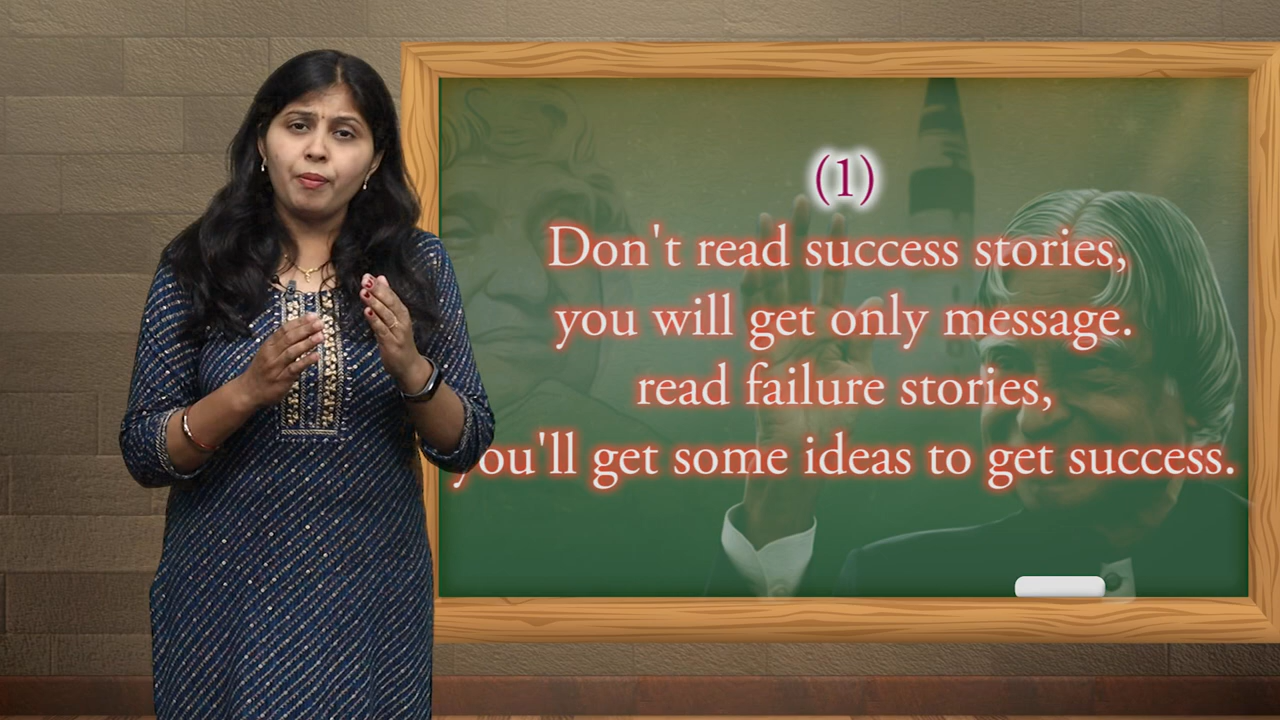 (1)
Don't read success stories,
you will get only message.
read failure stories,
you'll get some ideas to get success.